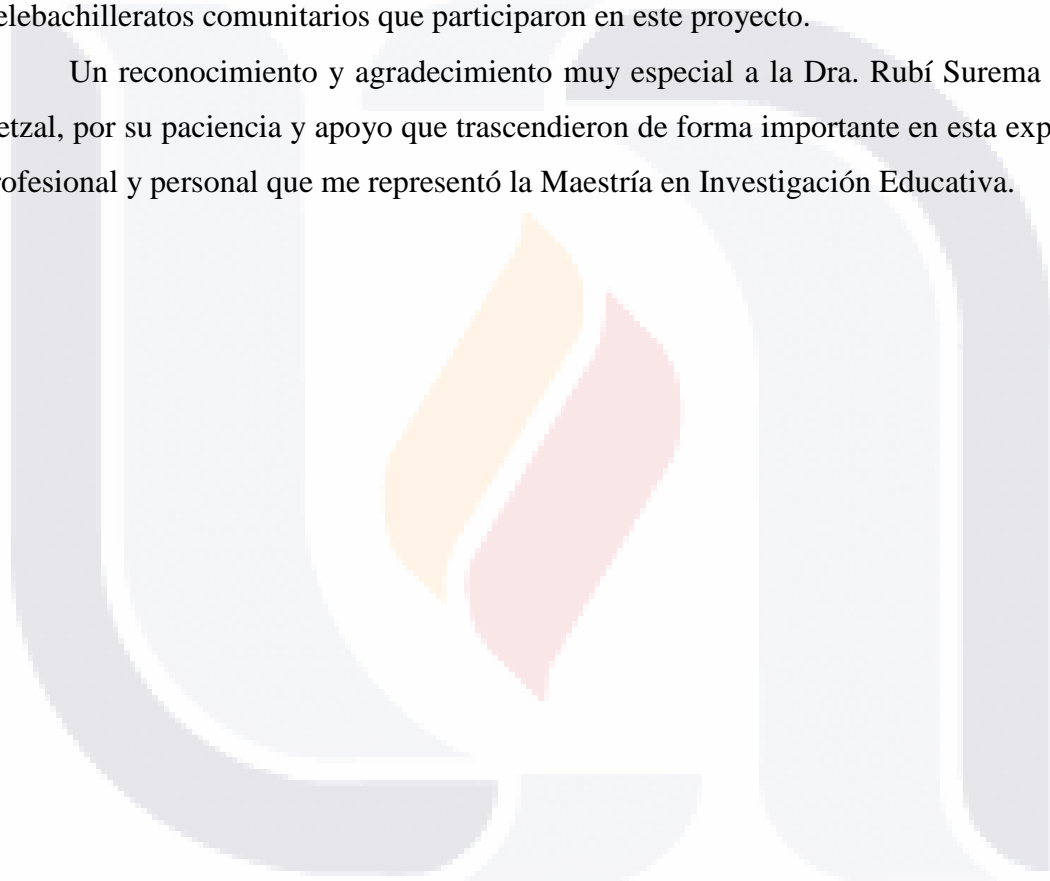 elebachilleratos comunitarios que participaron en este proyecto.
Un reconocimiento y agradecimiento muy especial a la Dra. Rubí Surema
etzal, por su paciencia y apoyo que trascendieron de forma importante en esta exp
rofesional y personal que me representó la Maestría en Investigación Educativa.